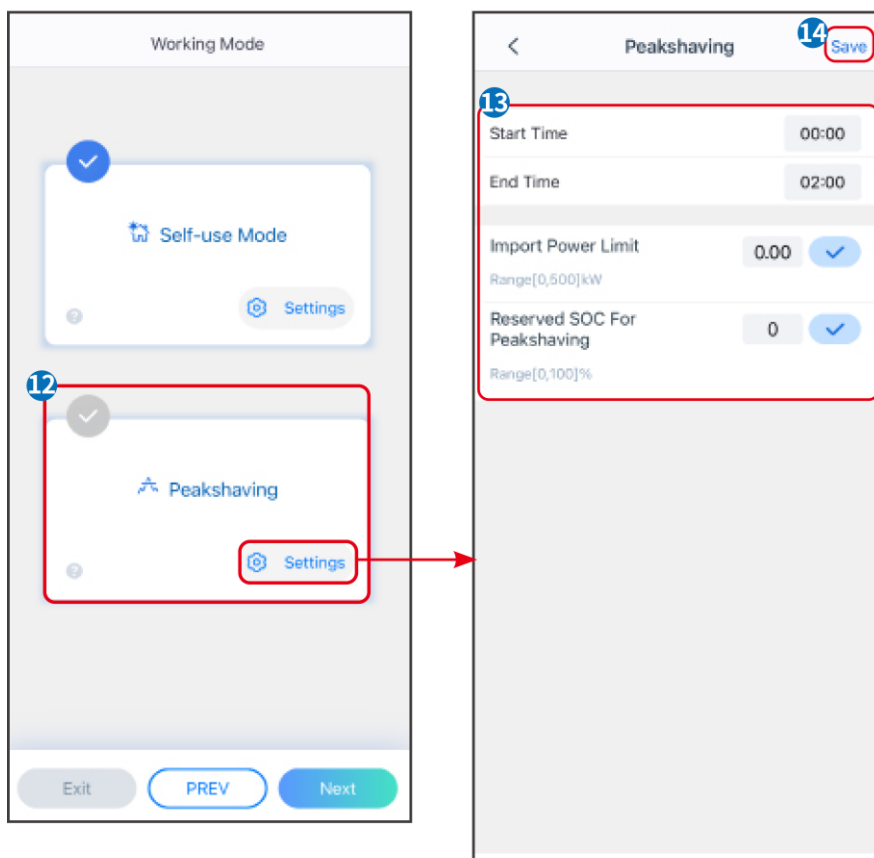 Working Mode
Self-use Mode
?
Settings
12
Peakshaving
?
Settings
Exit
PREV
Next
Peakshaving
14
Save
13
Start Time
00:00
End Time
02:00
Import Power Limit
0.00
Range[0,500]kW
Reserved SOC For
Peakshaving
0
Range[0,100]%